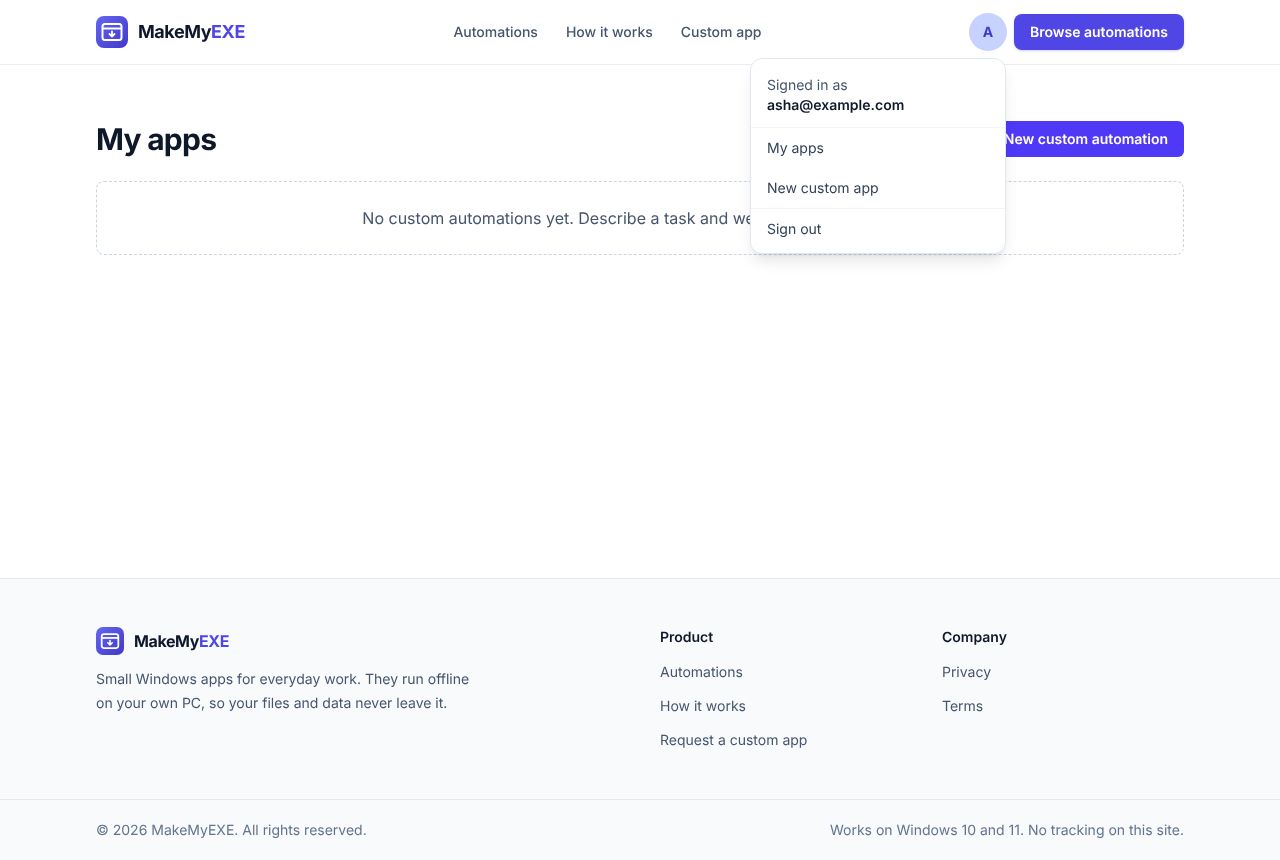 MakeMyEXE
Automations
How it works
Custom app
A
Browse automations
Signed in as
asha@example.com
My apps
New custom app
Sign out
My apps
New custom automation
No custom automations yet. Describe a task and we
MakeMyEXE
Small Windows apps for everyday work. They run offline
on your own PC, so your files and data never leave it.
Product
Automations
How it works
Request a custom app
Company
Privacy
Terms
© 2026 MakeMyEXE. All rights reserved.
Works on Windows 10 and 11. No tracking on this site.